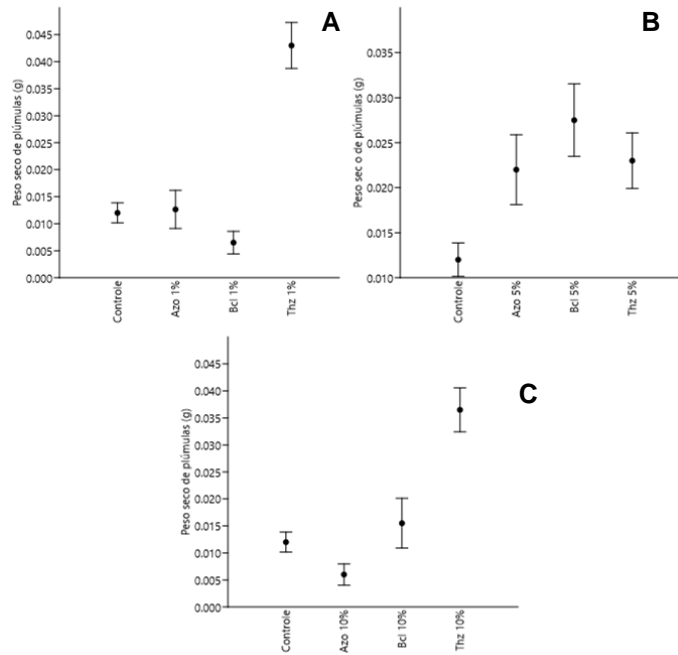 A
Peso seco de plúmulas (g)
0.045
0.040
0.035
0.030
0.025
0.020
0.015
0.010
0.005
0.000
Controle
Azo 1%
Bcl 1%
Thz 1%
B
Peso sec o de plúmulas (g)
0.035
0.030
0.025
0.020
0.015
0.010
Controle
Azo 5%
Bcl 5%
Thz 5%
C
Peso seco de plúmulas (g)
0.045
0.040
0.035
0.030
0.025
0.020
0.015
0.010
0.005
0.000
Controle
Azo 10%
Bcl 10%
Thz 10%